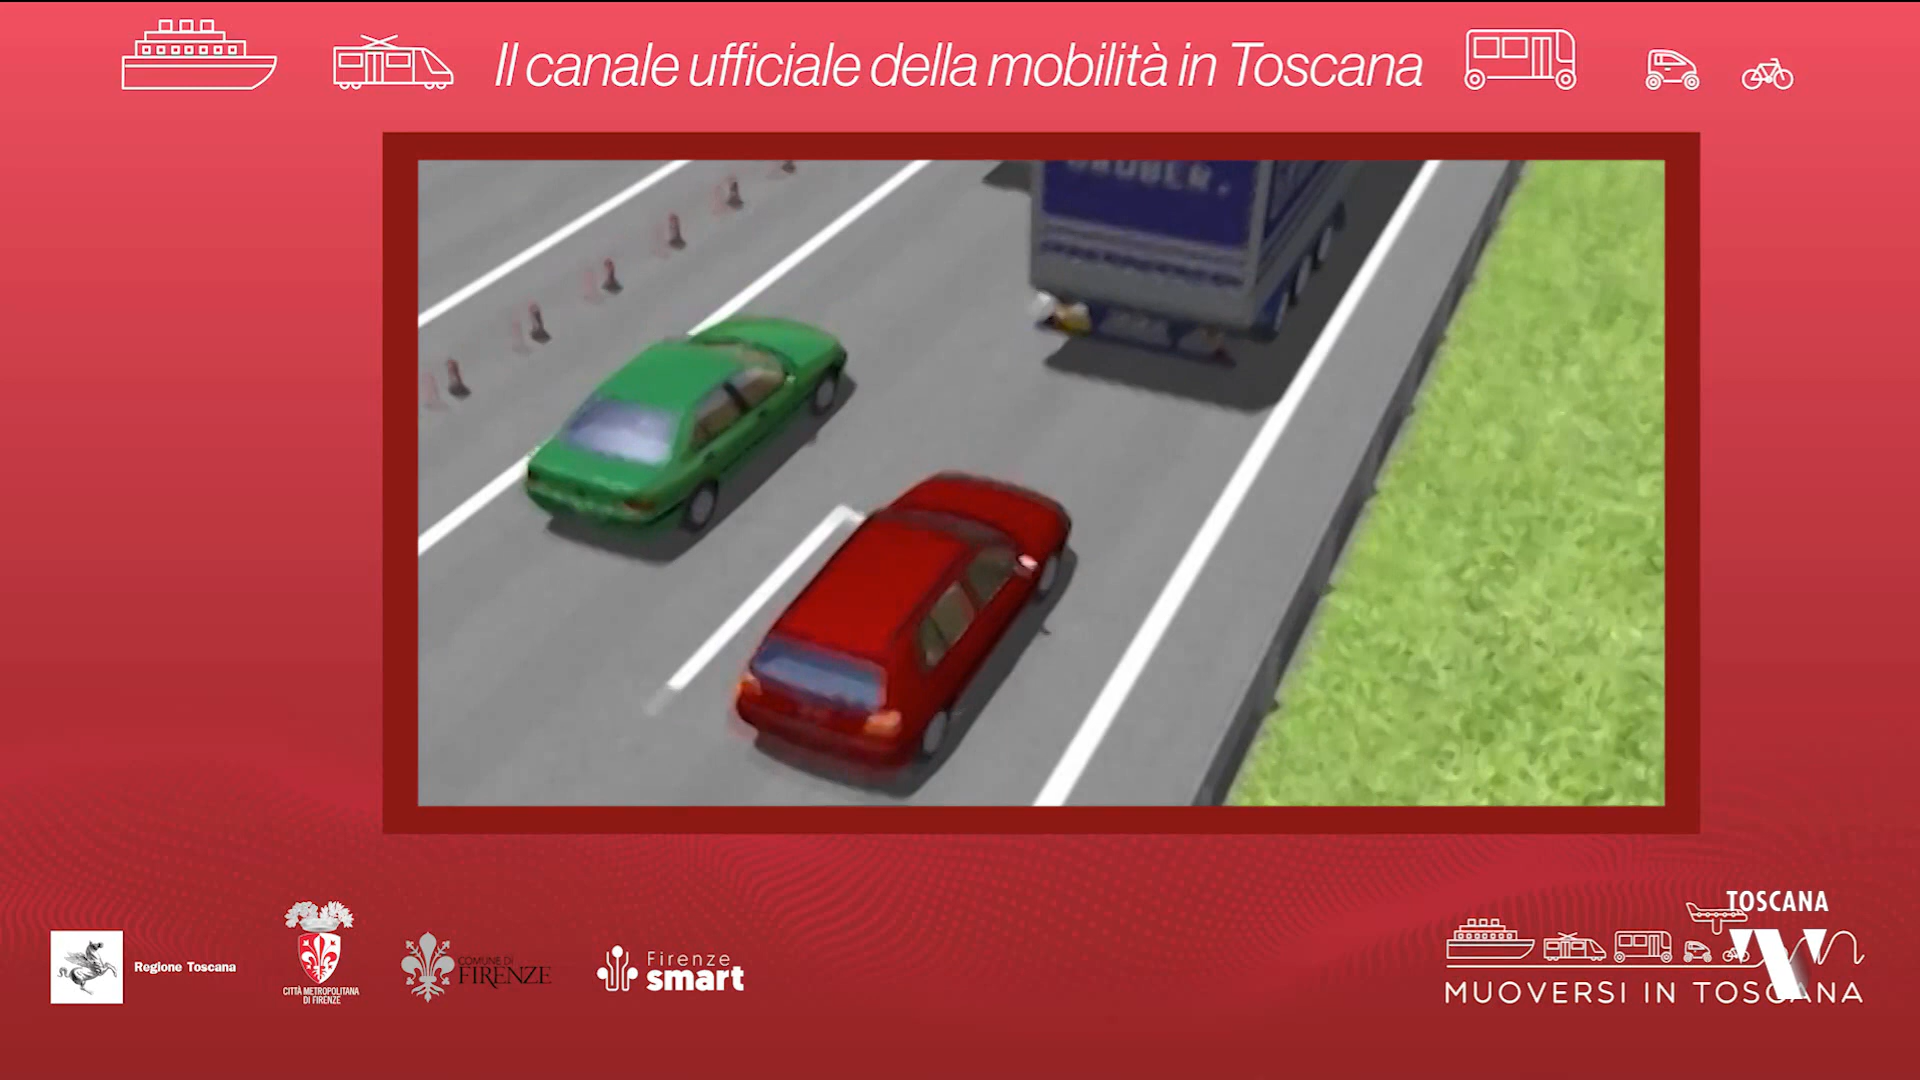 Il canale ufficiale della mobilità in Toscana
Regione Toscana
CITTÀ METROPOLITANA
DI FIRENZE
COMUNE DI
FIRENZE
Firenze
smart
TOSCANA
MUOVERSI IN TOSCANA